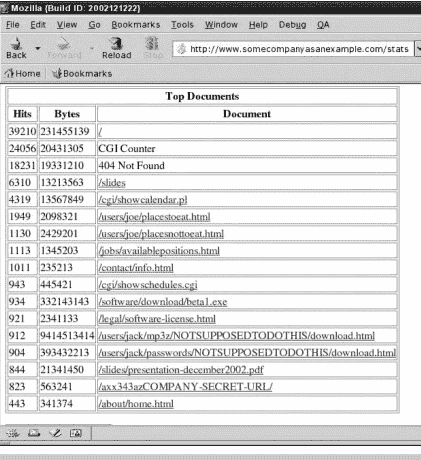 Mozilla {Build ID: 2002121222}
File Edit View Go Bookmarks Tools Window Help Debug QA
Back Forward Reload Stop http://www.somecompanyasanexample.com/stats
Home Bookmarks
Top Documents
Hits Bytes Document
39210 231455139 /
24056 20431305 CGI Counter
18231 19331210 404 Not Found
6310 13213563 /slides
4319 13567849 /cgi/showcalendar.pl
1949 2098321 /users/joe/placestoeat.html
1130 2429201 /users/joe/placesnottoeat.html
1113 1345203 /jobs/availablepositions.html
1011 235213 /contact/info.html
943 445421 /cgi/showschedules.cgi
934 332143143 /software/download/beta1.exe
921 2341133 /legal/software-license.html
912 9414513414 /users/jack/mp3z/NOTSUPPOSEDTODOTHIS/download.html
904 393432213 /users/jack/passwords/NOTSUPPOSEDTODOTHIS/download.html
844 21341450 /slides/presentation-december2002.pdf
823 563241 /axx343azCOMPANY-SECRET-URL/
443 341374 /about/home.html